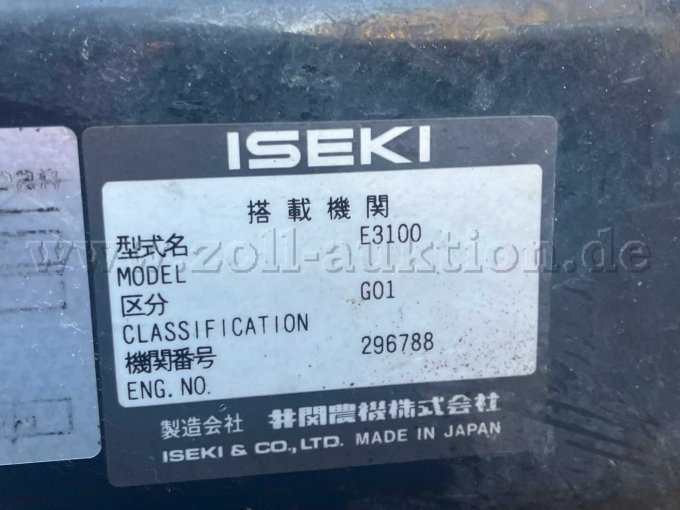 ISEKI
搭載機関
型式名 E3100
MODEL
区分 G01
CLASSIFICATION
機関番号 296788
ENG. NO.
製造会社 井関農機株式会社
ISEKI & CO., LTD. MADE IN JAPAN
www.zoll-auktion.de